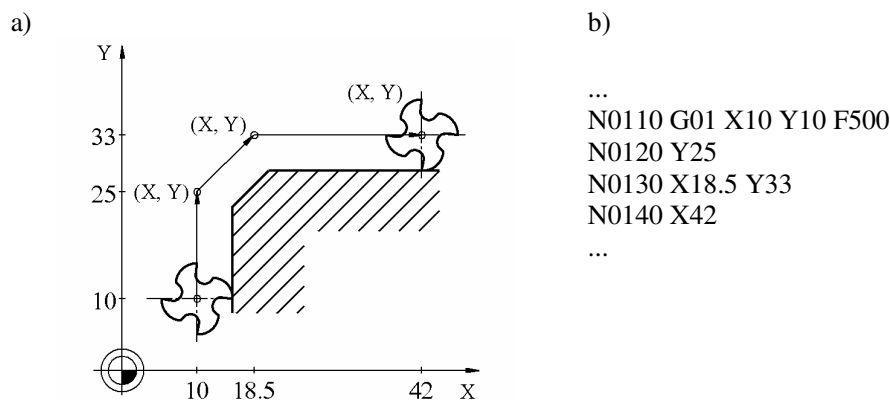 a)
b)
Y
(X, Y)
(X, Y)
(X, Y)
33
25
10
10
18.5
42
X
...
N0110 G01 X10 Y10 F500
N0120 Y25
N0130 X18.5 Y33
N0140 X42
...